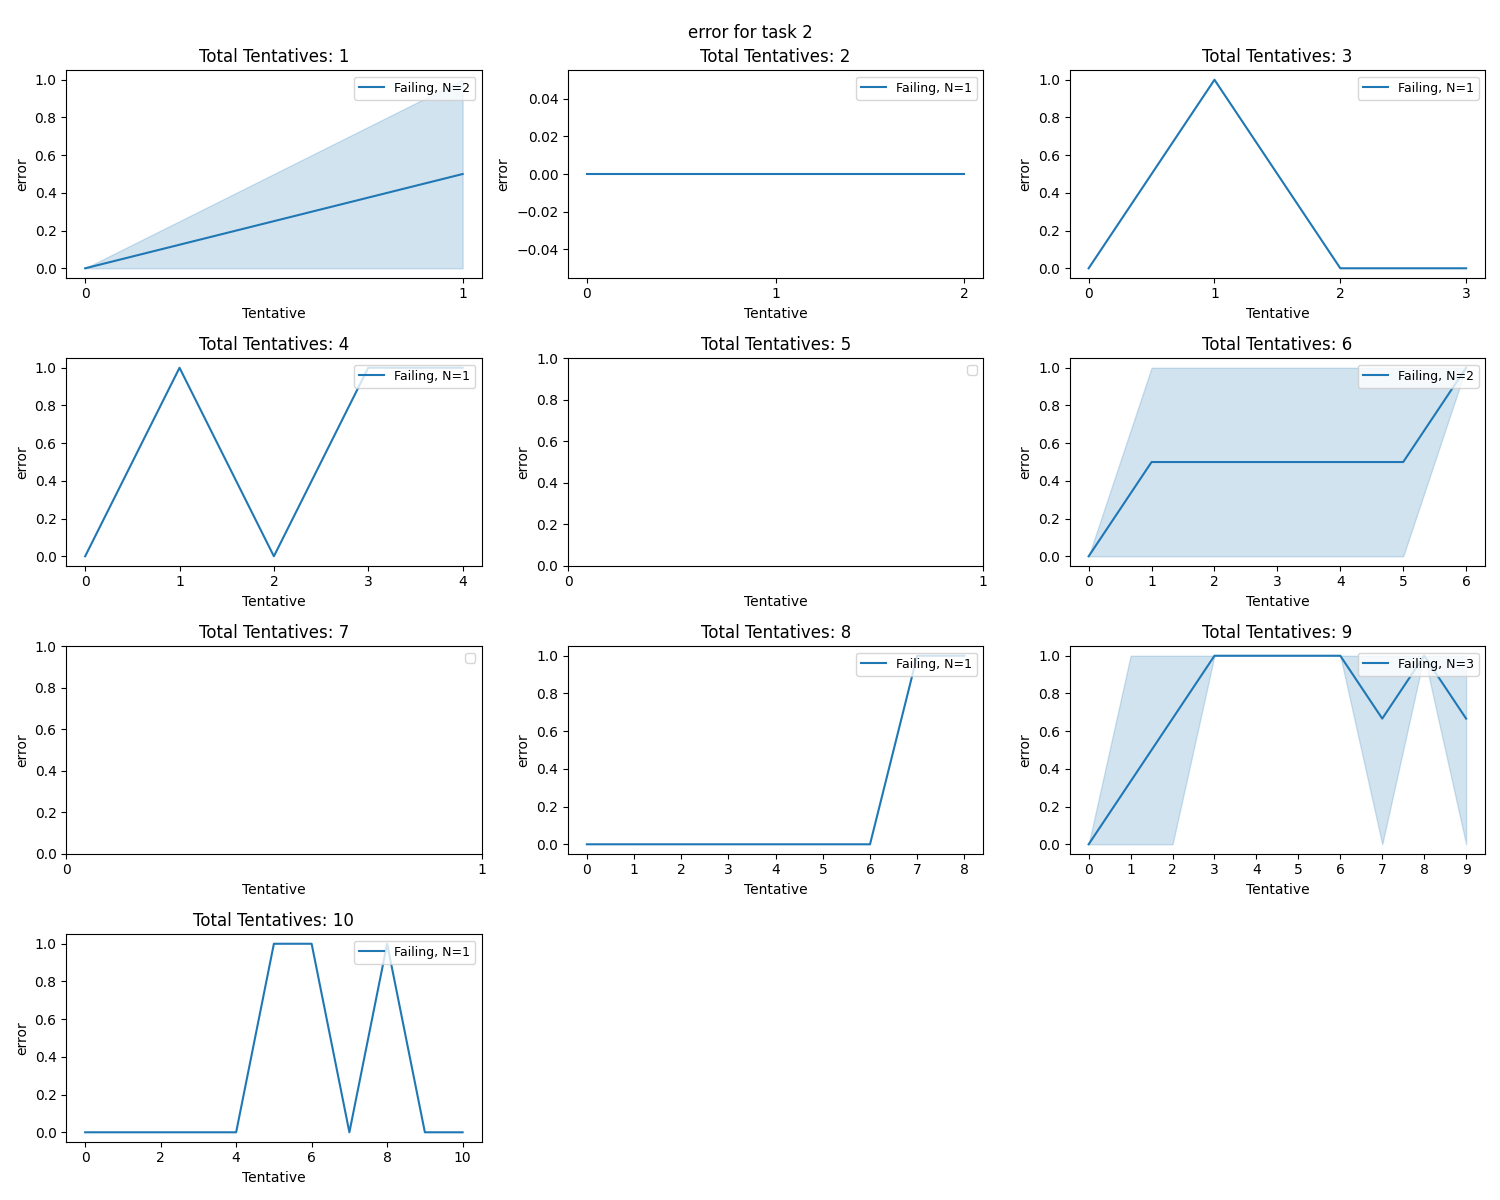 error for task 2
Total Tentatives: 1
1.0
0.8
0.6
0.4
0.2
0.0
error
Failing, N=2
0 1
Tentative
Total Tentatives: 2
0.04
0.02
0.00
−0.02
−0.04
error
Failing, N=1
0 1 2
Tentative
Total Tentatives: 3
1.0
0.8
0.6
0.4
0.2
0.0
error
Failing, N=1
0 1 2 3
Tentative
Total Tentatives: 4
1.0
0.8
0.6
0.4
0.2
0.0
error
Failing, N=1
0 1 2 3 4
Tentative
Total Tentatives: 5
1.0
0.8
0.6
0.4
0.2
0.0
error
0 1
Tentative
Total Tentatives: 6
1.0
0.8
0.6
0.4
0.2
0.0
error
Failing, N=2
0 1 2 3 4 5 6
Tentative
Total Tentatives: 7
1.0
0.8
0.6
0.4
0.2
0.0
error
0 1
Tentative
Total Tentatives: 8
1.0
0.8
0.6
0.4
0.2
0.0
error
Failing, N=1
0 1 2 3 4 5 6 7 8
Tentative
Total Tentatives: 9
1.0
0.8
0.6
0.4
0.2
0.0
error
Failing, N=3
0 1 2 3 4 5 6 7 8 9
Tentative
Total Tentatives: 10
1.0
0.8
0.6
0.4
0.2
0.0
error
Failing, N=1
0 2 4 6 8 10
Tentative